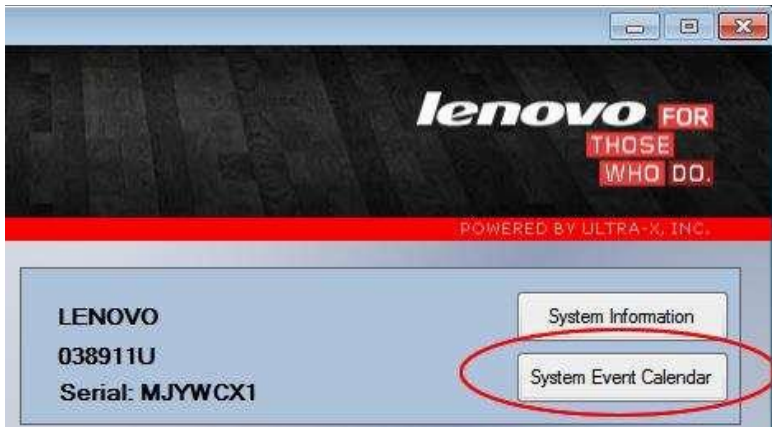 lenovo FOR
THOSE
WHO DO.
POWERED BY ULTRA-X, INC.
LENOVO
System Information
038911U
System Event Calendar
Serial: MJYWCX1